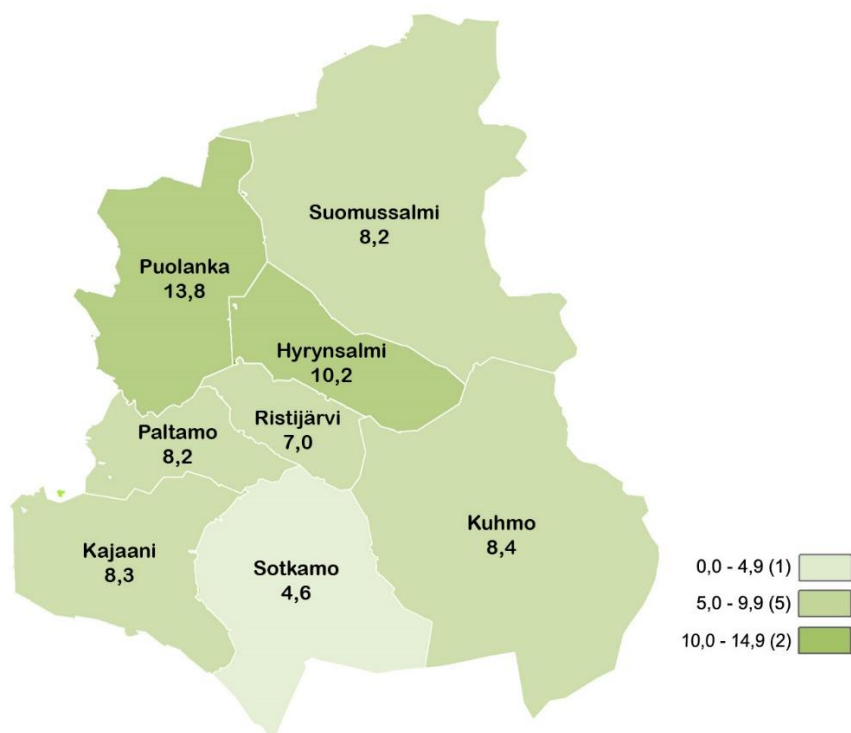 Suomussalmi
8,2
Puolanka
13,8
Hyrynsalmi
10,2
Ristijärvi
7,0
Paltamo
8,2
Kuhmo
8,4
Kajaani
8,3
Sotkamo
4,6
0,0 - 4,9 (1)
5,0 - 9,9 (5)
10,0 - 14,9 (2)